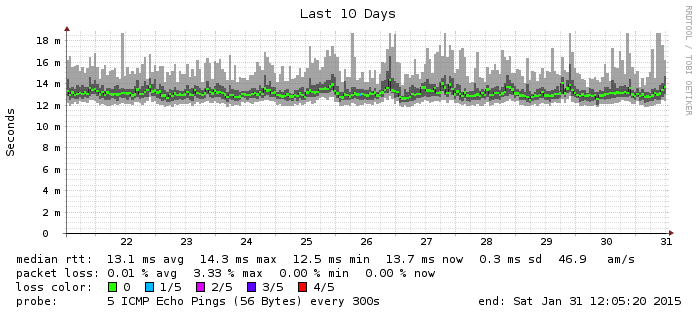 Last 10 Days
RRDTOOL / TOBI OETIKER
Seconds
18 m
16 m
14 m
12 m
10 m
8 m
6 m
4 m
2 m
0
22 23 24 25 26 27 28 29 30 31
median rtt: 13.1 ms avg 14.3 ms max 12.5 ms min 13.7 ms now 0.3 ms sd 46.9 am/s
packet loss: 0.01 % avg 3.33 % max 0.00 % min 0.00 % now
loss color: 0 1/5 2/5 3/5 4/5
probe: 5 ICMP Echo Pings (56 Bytes) every 300s end: Sat Jan 31 12:05:20 2015